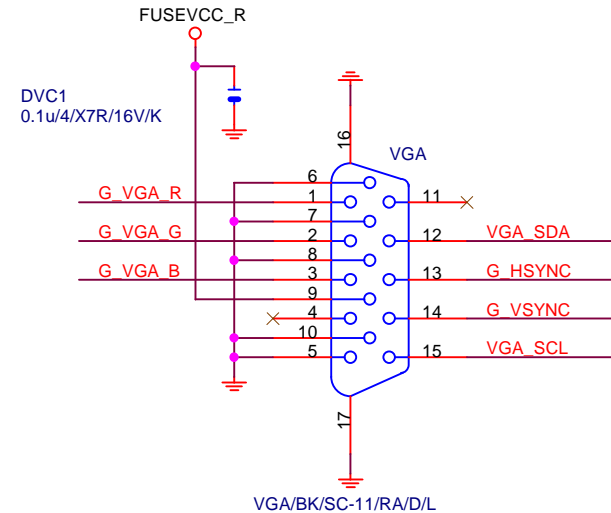 FUSEVCC_R
DVC1
0.1u/4/X7R/16V/K
16
VGA
6
G_VGA_R 1 11
7
G_VGA_G 2 12 VGA_SDA
8
G_VGA_B 3 13 G_HSYNC
9
4 14 G_VSYNC
10
5 15 VGA_SCL
17
VGA/BK/SC-11/RA/D/L